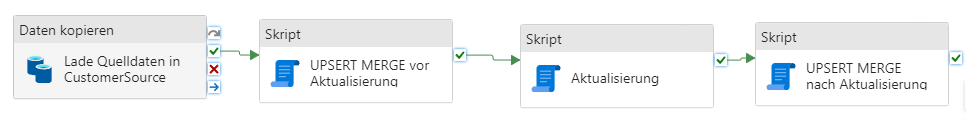 Daten kopieren
Lade Quelldaten in
CustomerSource
Skript
UPSERT MERGE vor
Aktualisierung
Skript
Aktualisierung
Skript
UPSERT MERGE
nach Aktualisierung